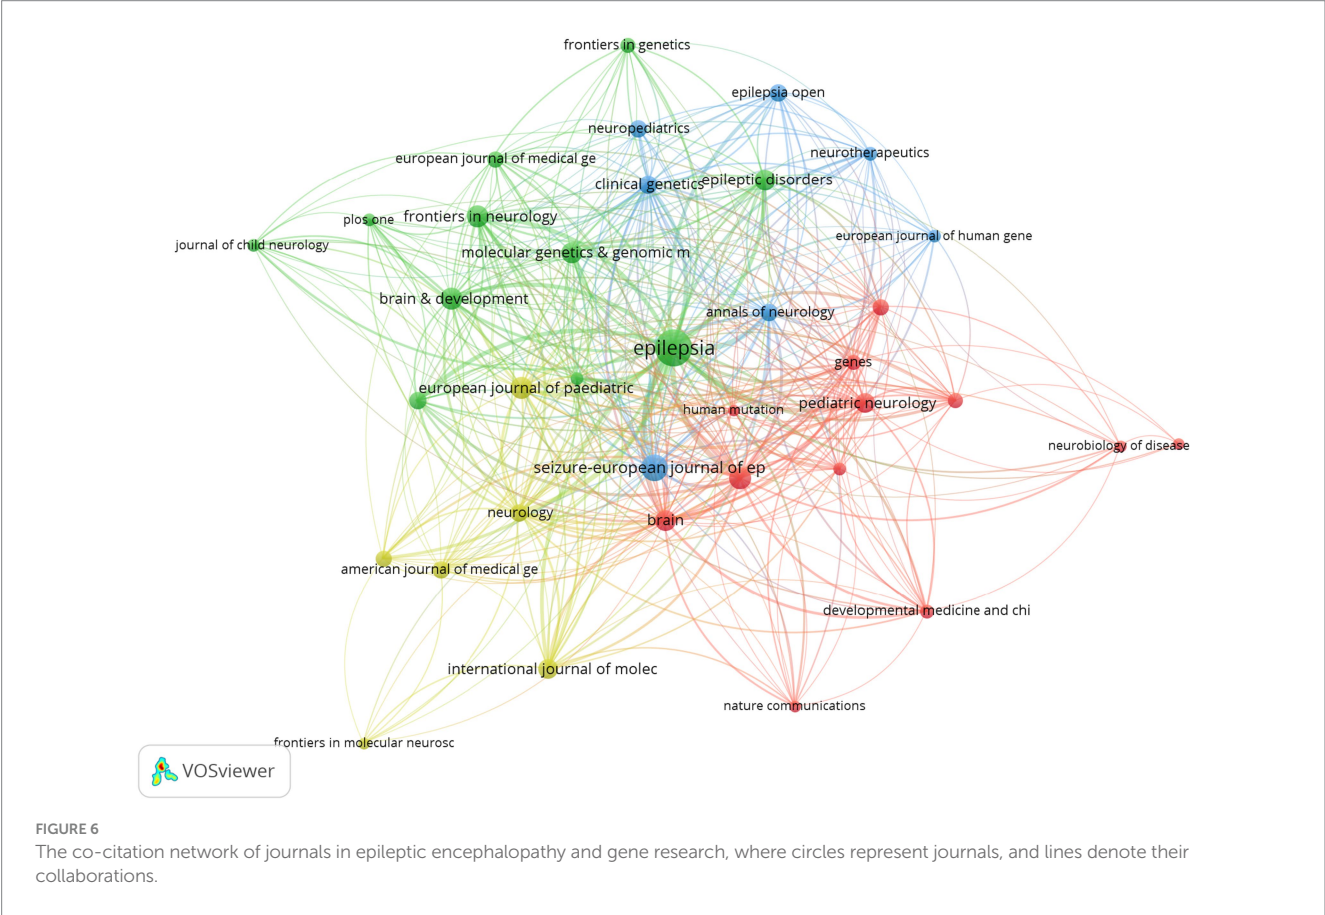 frontiers in genetics
epilepsia open
neuropediatrics
neurotherapeutics
european journal of medical ge
clinical genetics
epileptic disorders
plos one
frontiers in neurology
european journal of human gene
journal of child neurology
molecular genetics & genomic m
brain & development
annals of neurology
epilepsia
genes
european journal of paediatric
human mutation
pediatric neurology
neurobiology of disease
seizure-european journal of ep
neurology
brain
american journal of medical ge
developmental medicine and chi
international journal of molec
nature communications
frontiers in molecular neurosc
VOSviewer
FIGURE 6
The co-citation network of journals in epileptic encephalopathy and gene research, where circles represent journals, and lines denote their
collaborations.